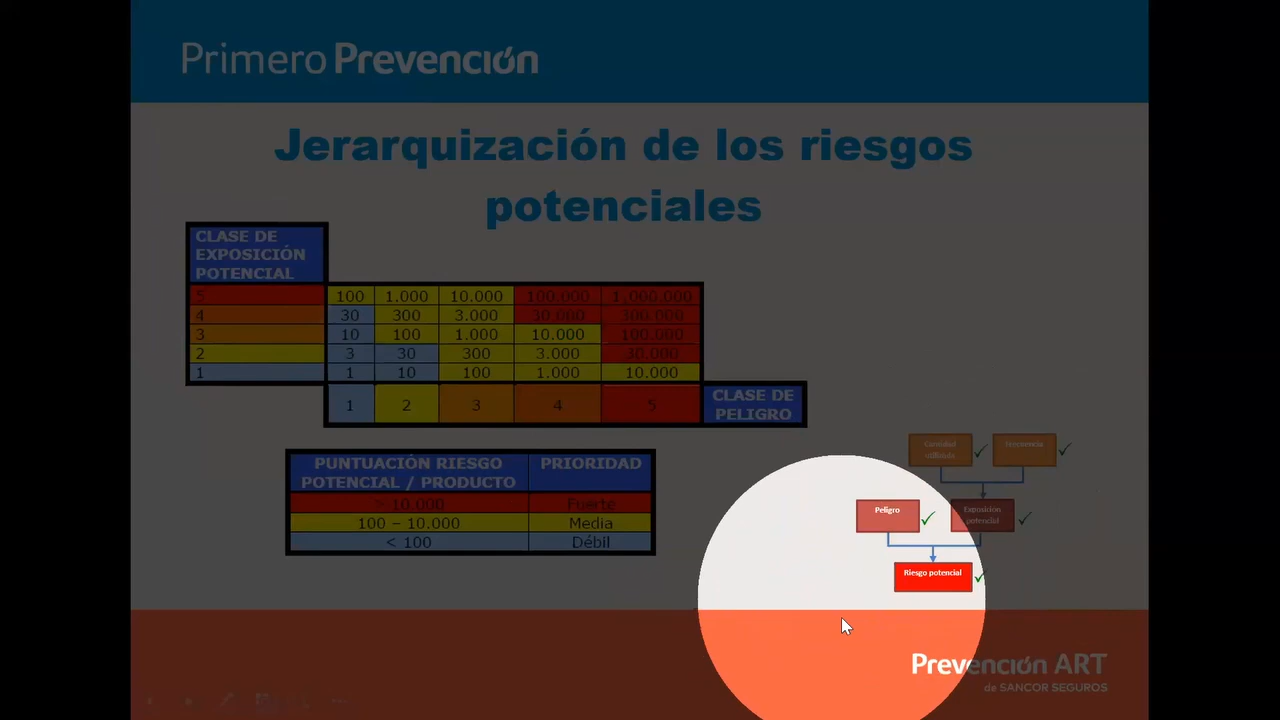 Primero Prevención
Jerarquización de los riesgos
potenciales
CLASE DE
EXPOSICIÓN
POTENCIAL
5 100 1.000 10.000 100.000 1.000.000
4 30 300 3.000 30.000 300.000
3 10 100 1.000 10.000 100.000
2 3 30 300 3.000 30.000
1 1 10 100 1.000 10.000
1 2 3 4 5 CLASE DE
PELIGRO
PUNTUACIÓN RIESGO PRIORIDAD
POTENCIAL / PRODUCTO
> 10.000 Fuerte
100 – 10.000 Media
< 100 Débil
Cantidad Frecuencia
utilizada
Peligro Exposicion
potencial
Riesgo potencial
Prevención ART
de SANCOR SEGUROS